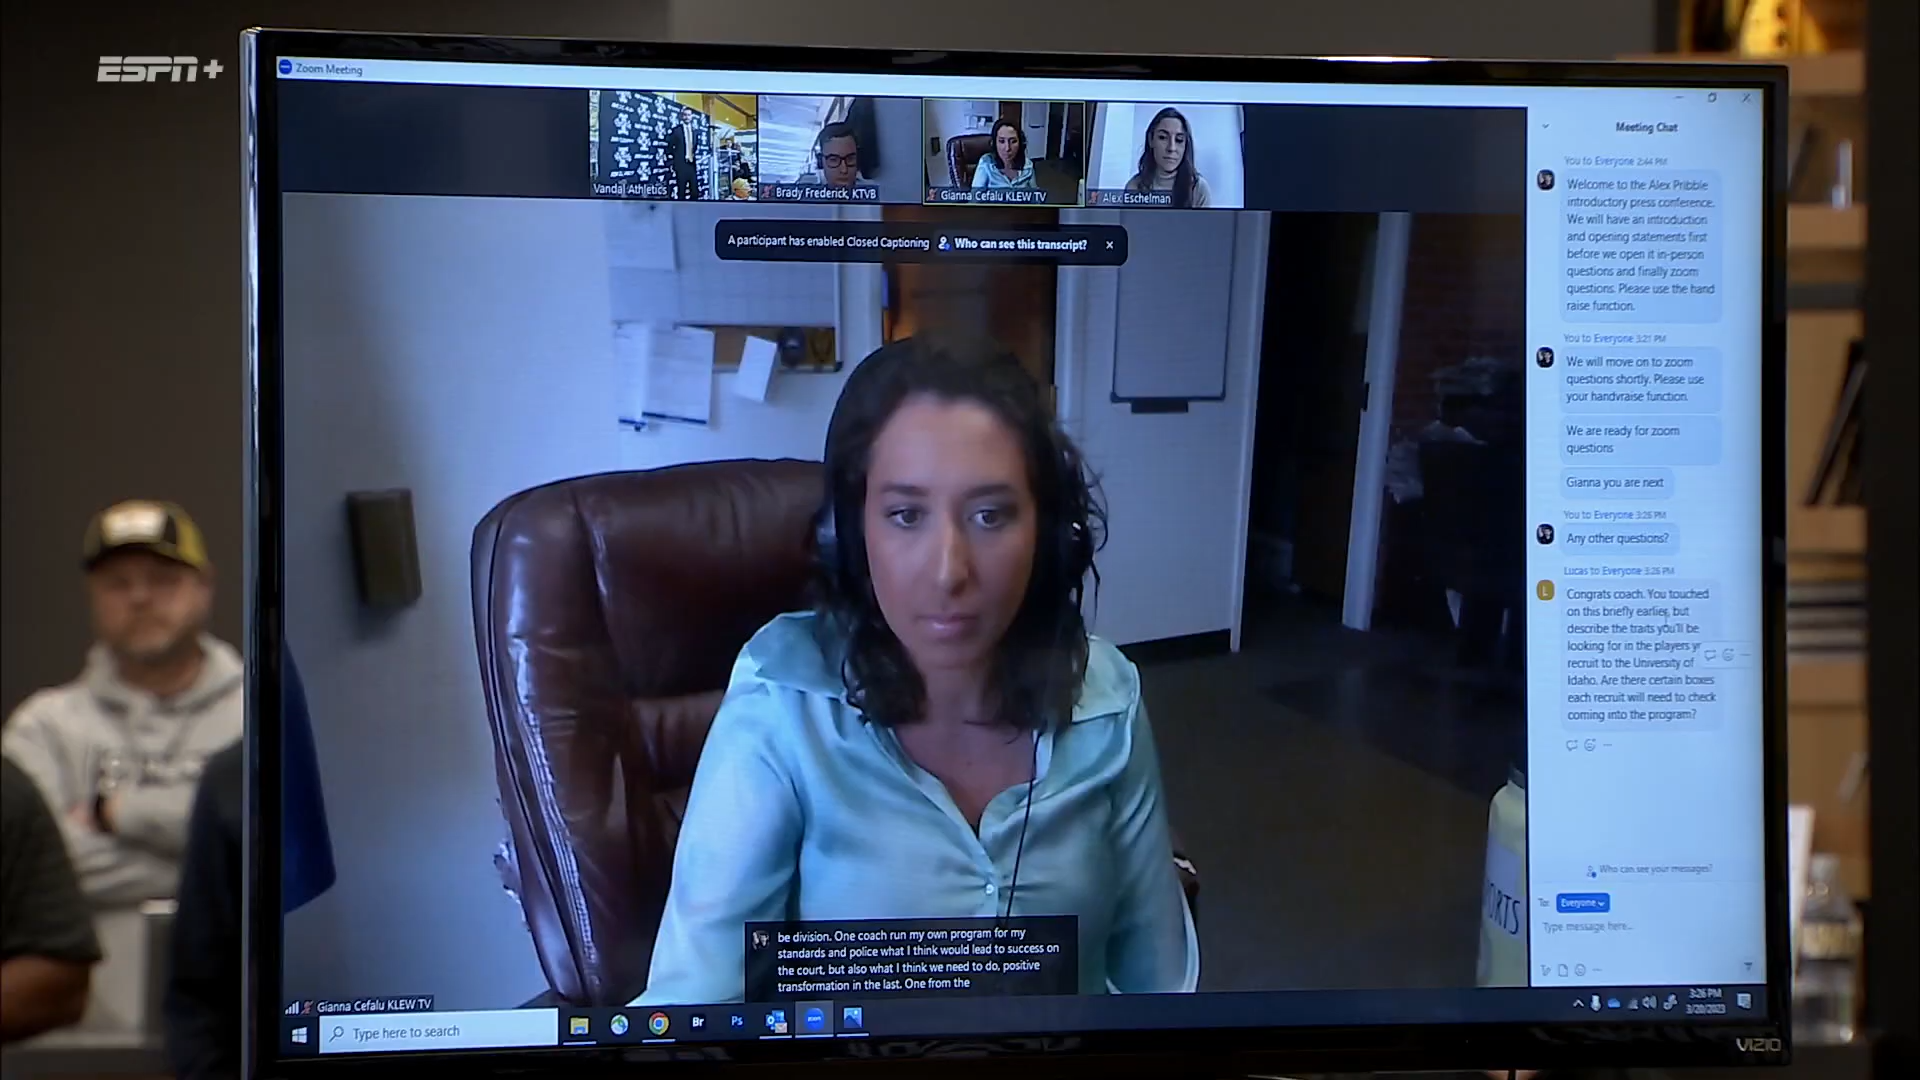 ESPN+
Zoom Meeting
Vandal Athletics
Brady Frederick, KTVB
Gianna Cefalu KLEW TV
Alex Eschelman
A participant has enabled Closed Captioning
Who can see this transcript?
Meeting Chat
You to Everyone 2:44 PM
Welcome to the Alex Pribble
introductory press conference.
We will have an introduction
and opening statements first
before we open it in-person
questions and finally zoom
questions. Please use the hand
raise function.
You to Everyone 3:21 PM
We will move on to zoom
questions shortly. Please use
your handvraise function.
We are ready for zoom
questions
Gianna you are next
You to Everyone 3:26 PM
Any other questions?
Lucas to Everyone 3:26 PM
L
Congrats coach. You touched
on this briefly earlier, but
describe the traits you'll be
looking for in the players
recruit to the University of
Idaho. Are there certain boxes
each recruit will need to check
coming into the program?
Who can see your messages?
To: Everyone
Type message here...
ORTS
be division. One coach run my own program for my
standards and police what I think would lead to success on
the court, but also what I think we need to do, positive
transformation in the last. One from the
Gianna Cefalu KLEW TV
Type here to search
Br
Ps
zoom
3:26 PM
3/20/2023
VIZIO